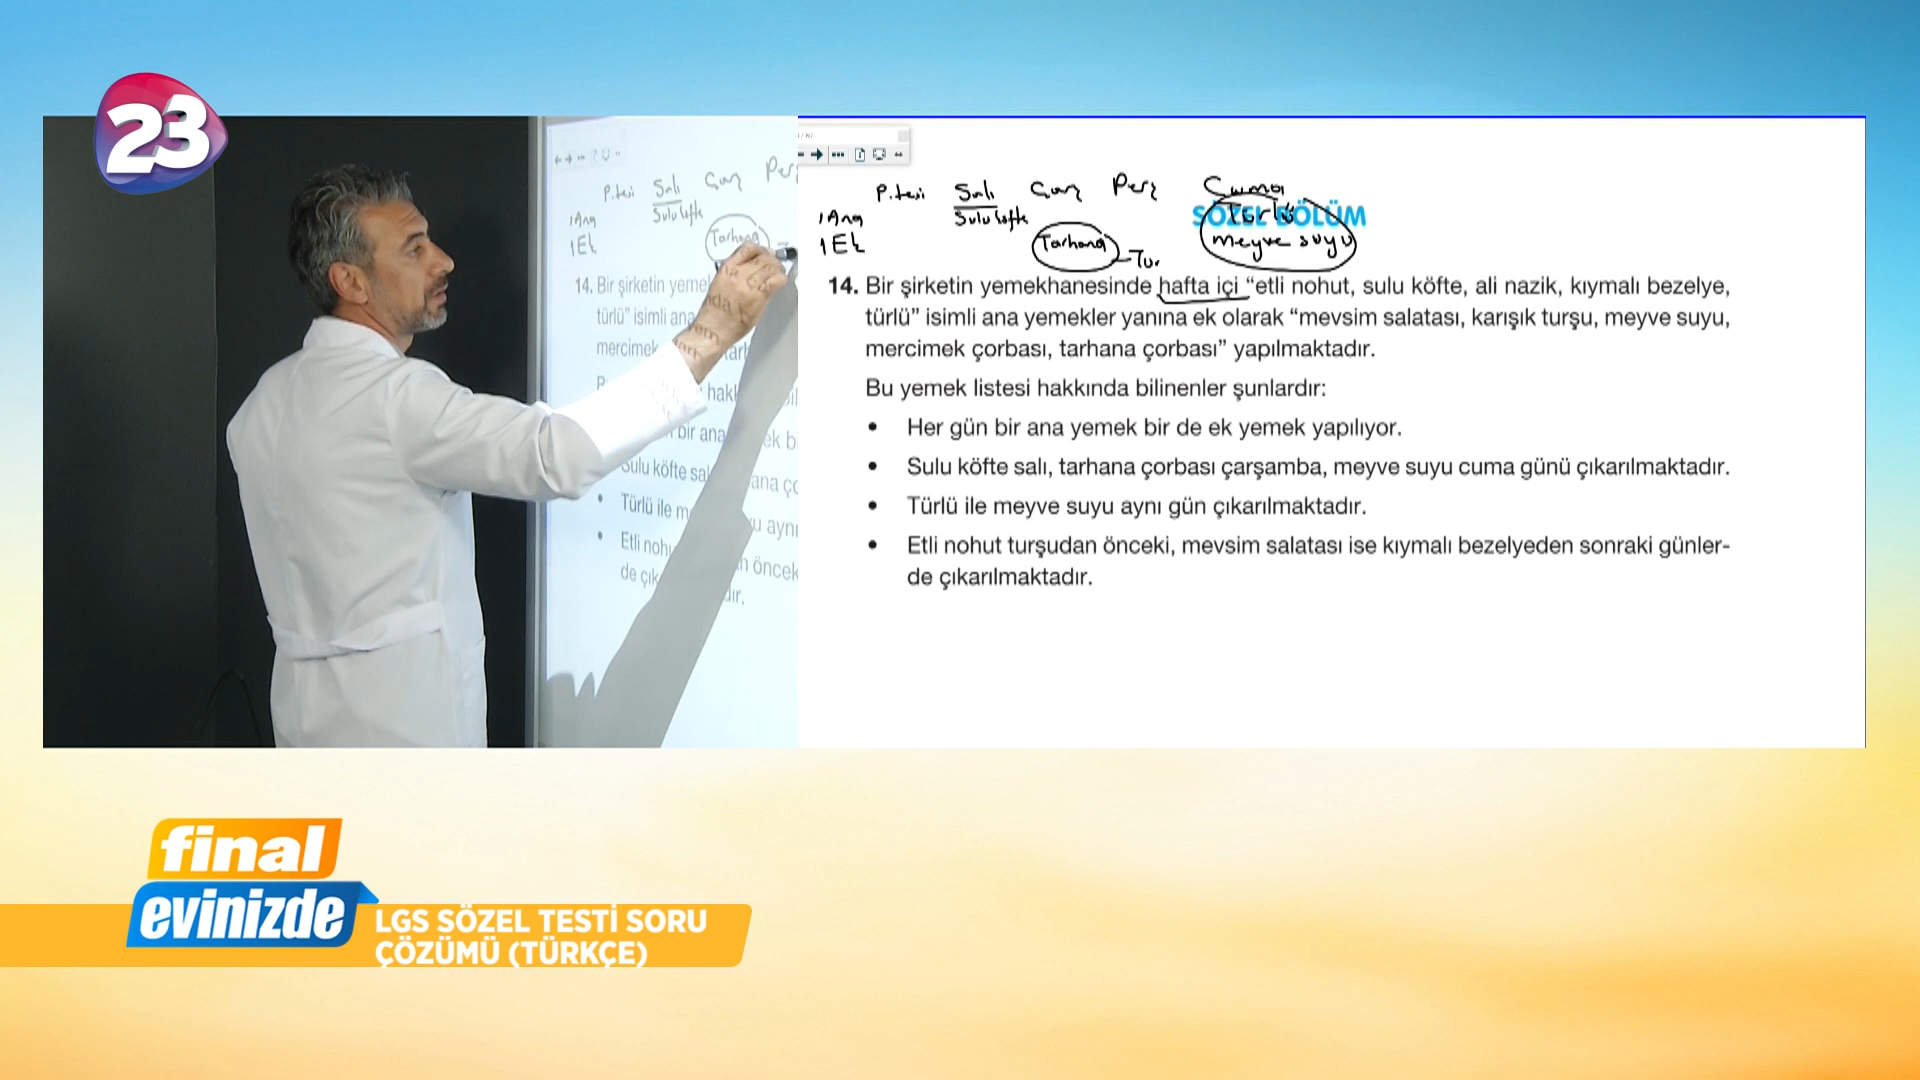 23
P.tesi Salı Çarş Perş Cuma
1 Ana Sulu köfte Türlü
1 Ek Tarhana Tur. meyve suyu
SÖZEL BÖLÜM
14. Bir şirketin yemekhanesinde hafta içi “etli nohut, sulu köfte, ali nazik, kıymalı bezelye,
türlü” isimli ana yemekler yanına ek olarak “mevsim salatası, karışık turşu, meyve suyu,
mercimek çorbası, tarhana çorbası” yapılmaktadır.
Bu yemek listesi hakkında bilinenler şunlardır:
• Her gün bir ana yemek bir de ek yemek yapılıyor.
• Sulu köfte salı, tarhana çorbası çarşamba, meyve suyu cuma günü çıkarılmaktadır.
• Türlü ile meyve suyu aynı gün çıkarılmaktadır.
• Etli nohut turşudan önceki, mevsim salatası ise kıymalı bezelyeden sonraki günler-
de çıkarılmaktadır.
final
evinizde
LGS SÖZEL TESTİ SORU
ÇÖZÜMÜ (TÜRKÇE)